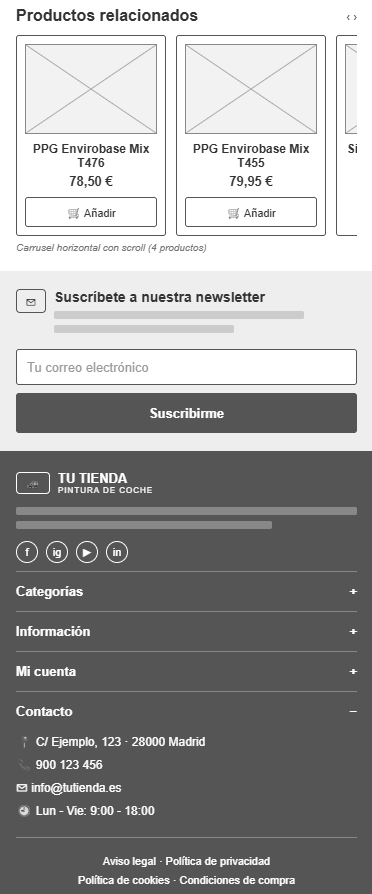 Productos relacionados
‹ ›
PPG Envirobase Mix
T476
78,50 €
🛒 Añadir
PPG Envirobase Mix
T455
79,95 €
🛒 Añadir
Si
Carrusel horizontal con scroll (4 productos)
Suscríbete a nuestra newsletter
Tu correo electrónico
Suscribirme
TU TIENDA
PINTURA DE COCHE
f ig ▶ in
Categorías +
Información +
Mi cuenta +
Contacto −
C/ Ejemplo, 123 · 28000 Madrid
900 123 456
info@tutienda.es
Lun - Vie: 9:00 - 18:00
Aviso legal · Política de privacidad
Política de cookies · Condiciones de compra